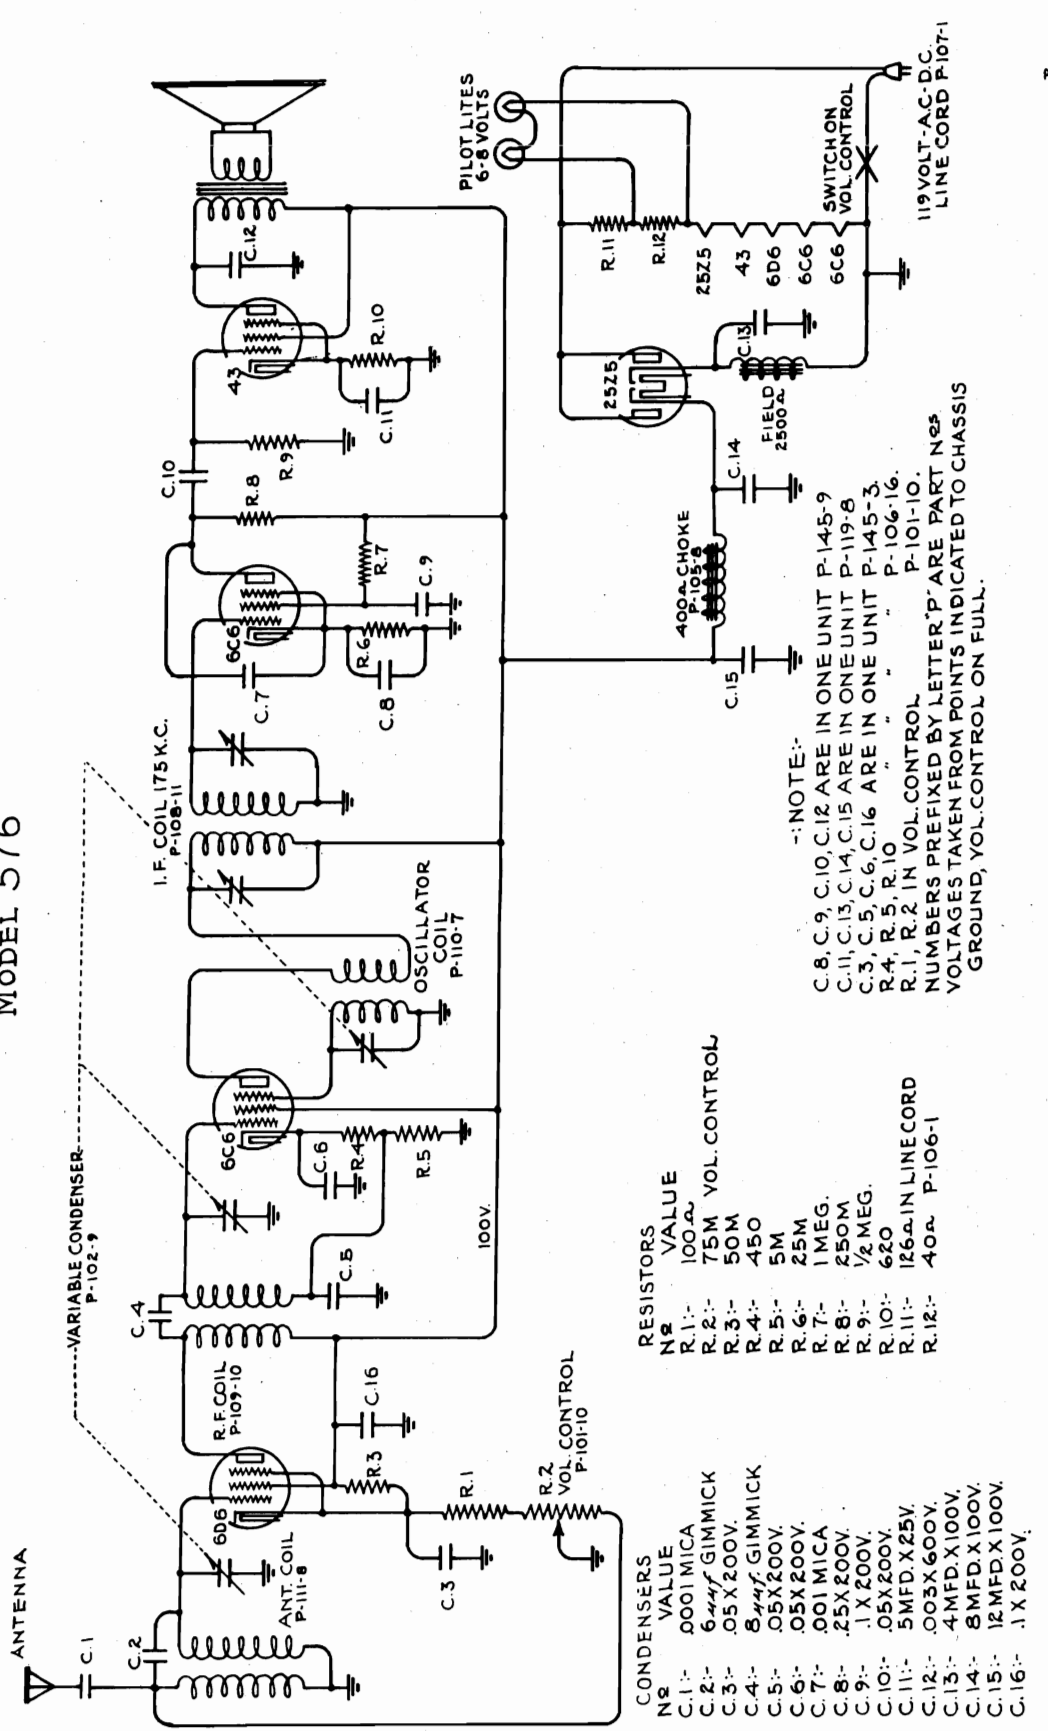 MODEL 576
ANTENNA
C.1
C.2
ANT. COIL
P-111-8
6D6
VARIABLE CONDENSER
P-102-9
R.F. COIL
P-109-10
C.3
R.1
R.2
VOL. CONTROL
P-101-10
R.3
C.16
C.4
C.5
6C6
C.6
R.4
R.5
100V.
OSCILLATOR
COIL
P-110-7
I.F. COIL 175 K.C.
P-108-11
6C6
C.7
C.8
R.6
C.9
R.7
R.8
C.10
R.9
43
C.11
R.10
C.12
PILOT LITES
6-8 VOLTS
R.11
R.12
25Z5
43
6D6
6C6
6C6
SWITCH ON
VOL. CONTROL
119 VOLT-A.C-D.C.
LINE CORD P-107-1
25Z5
C.13
FIELD
2500Ω
C.14
400Ω CHOKE
P-105-8
C.15
-:NOTE:-
C.8, C.9, C.10, C.12 ARE IN ONE UNIT P-145-9
C.11, C.13, C.14, C.15 ARE IN ONE UNIT P-119-8
C.3, C.5, C.6, C.16 ARE IN ONE UNIT P-145-3.
R.4, R.5, R.10 " " " P-106-16.
R.1, R.2 IN VOL. CONTROL P-101-10.
NUMBERS PREFIXED BY LETTER "P" ARE PART Nos
VOLTAGES TAKEN FROM POINTS INDICATED TO CHASSIS
GROUND, VOL. CONTROL ON FULL.
RESISTORS
No VALUE
R.1:- 100Ω
R.2:- 75M VOL. CONTROL
R.3:- 50M
R.4:- 450
R.5:- 5M
R.6:- 25M
R.7:- 1 MEG.
R.8:- 250M
R.9:- ½ MEG.
R.10:- 620
R.11:- 126Ω IN LINE CORD
R.12:- 40Ω P-106-1
CONDENSERS
No VALUE
C.1:- .0001 MICA
C.2:- 6 μμf GIMMICK
C.3:- .05 X 200V.
C.4:- 8 μμf. GIMMICK
C.5:- .05 X 200V.
C.6:- .05 X 200V.
C.7:- .001 MICA
C.8:- .25 X 200V.
C.9:- .1 X 200V.
C.10:- .05 X 200V.
C.11:- 5 MFD. X 25V.
C.12:- .003 X 600V.
C.13:- 4 MFD. X 100V.
C.14:- 8 MFD. X 100V.
C.15:- 12 MFD. X 100V.
C.16:- .1 X 200V.